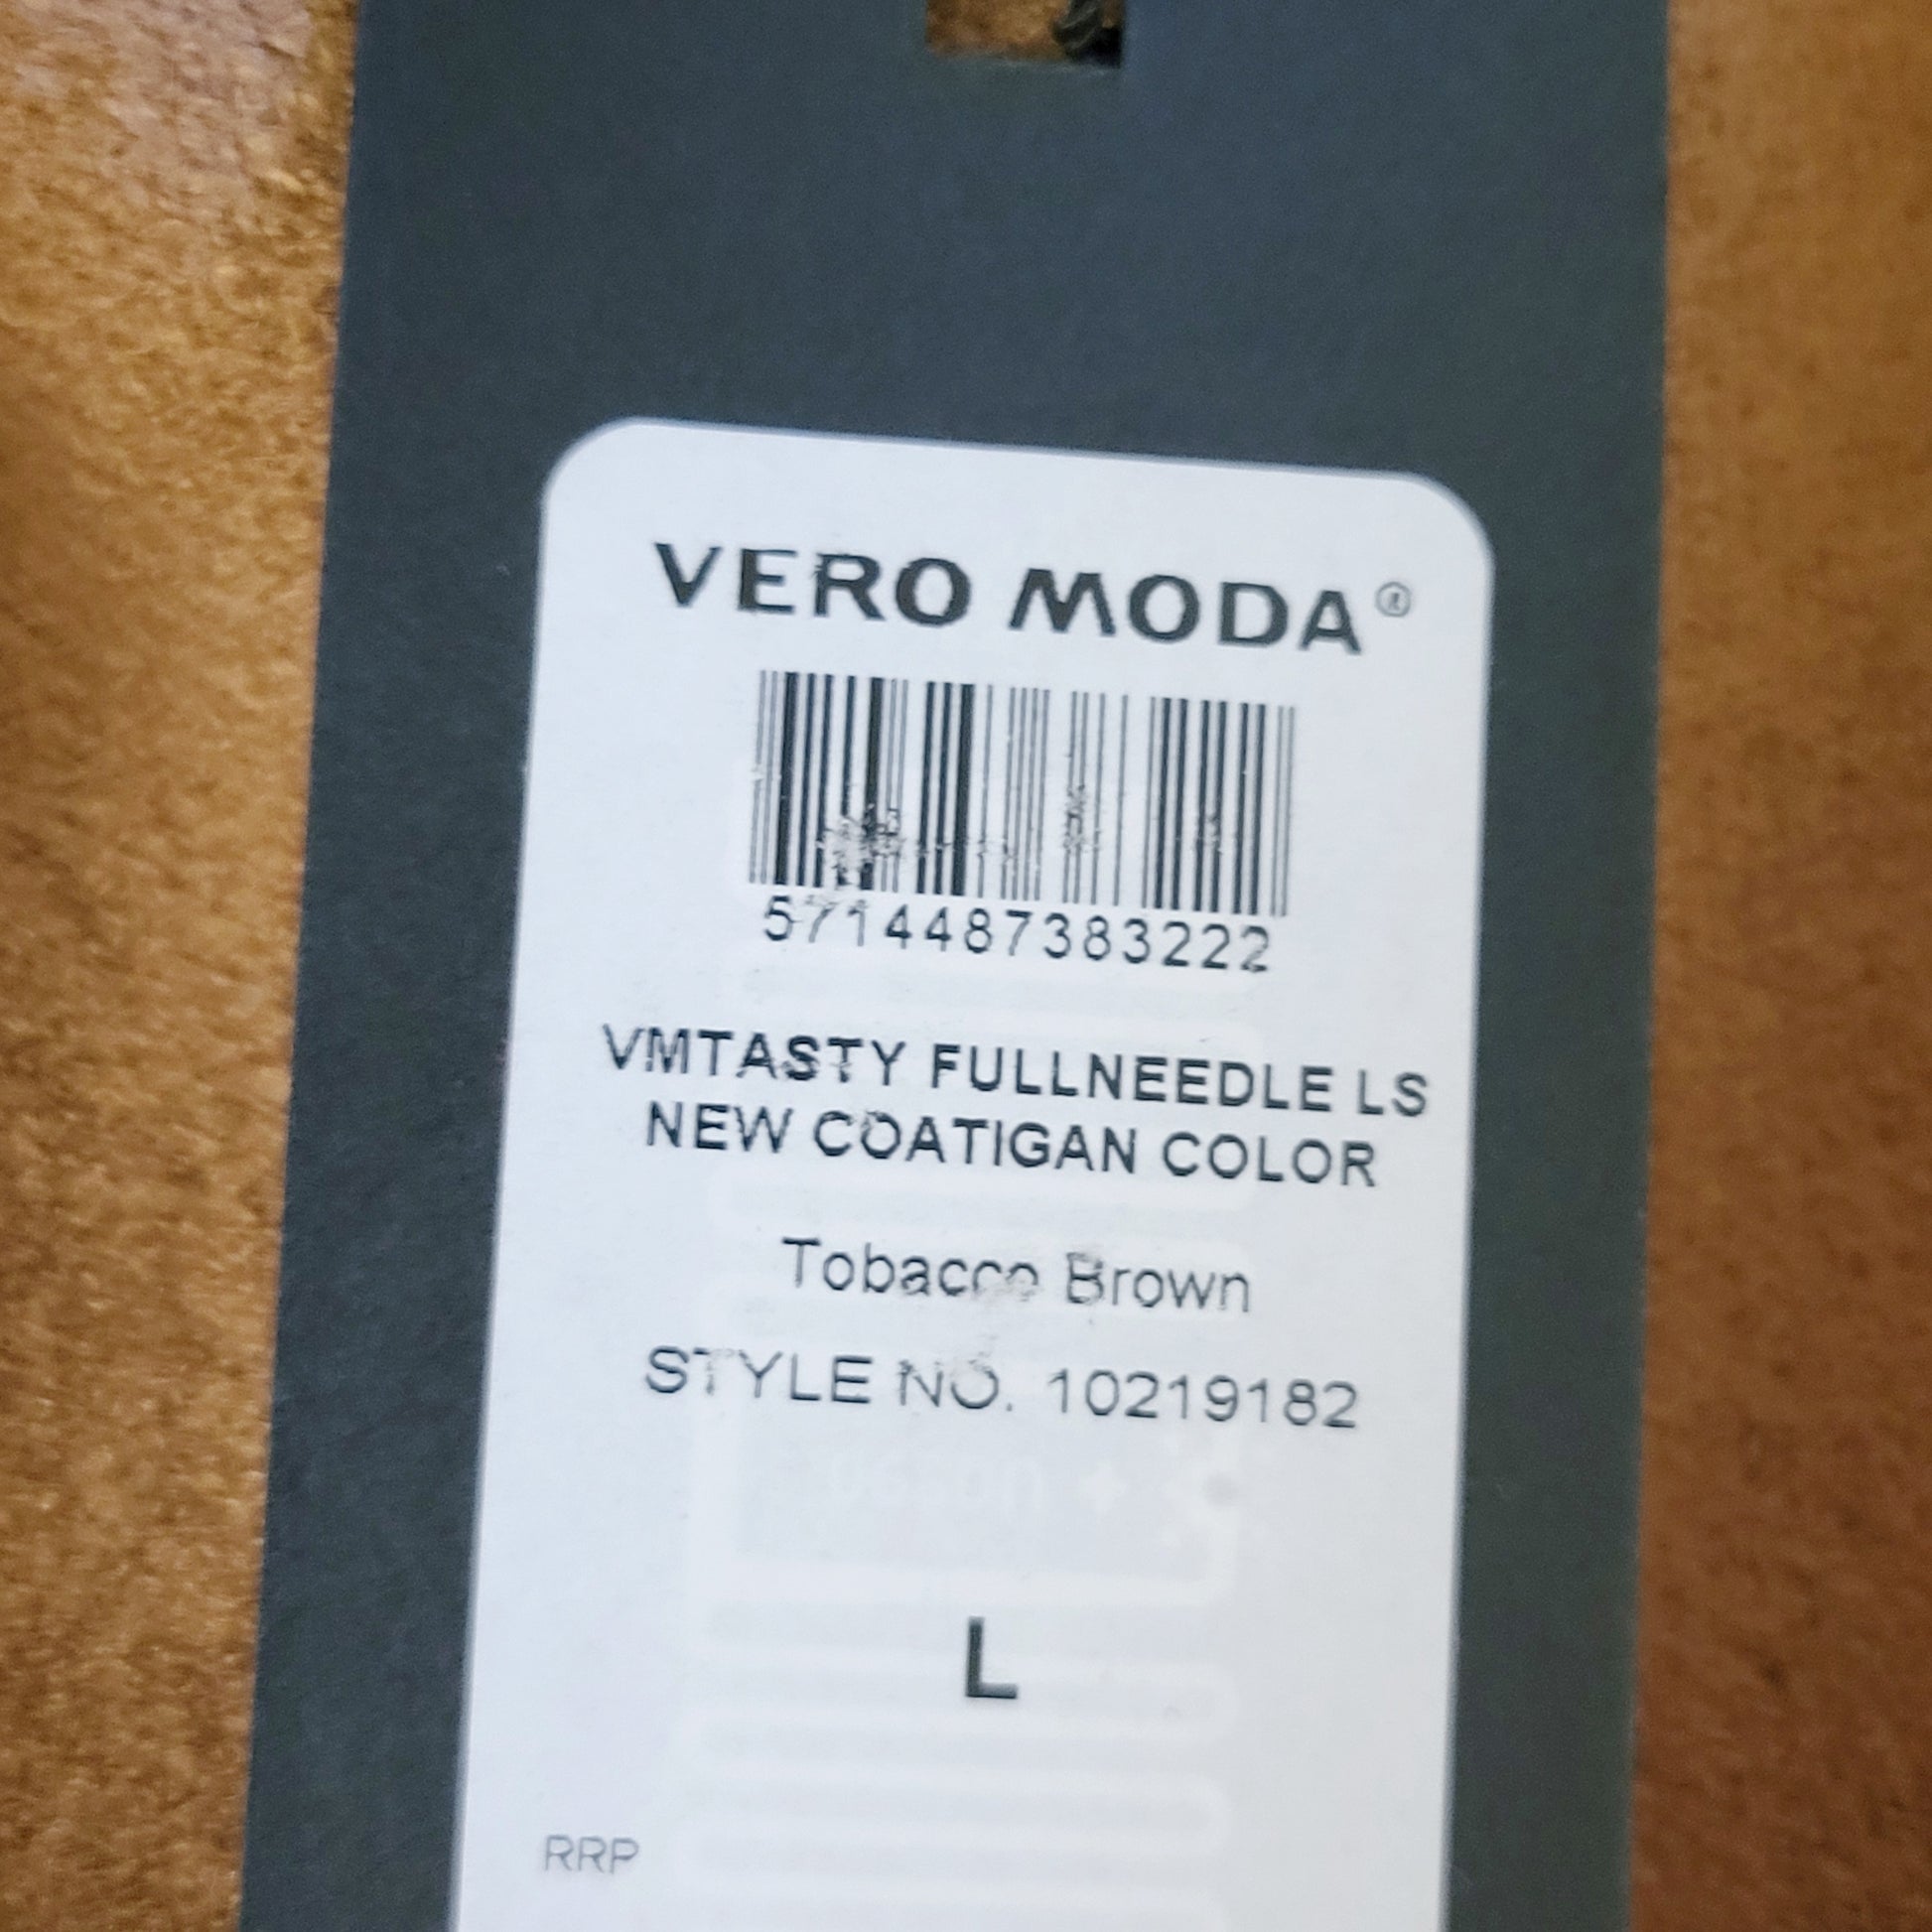 VERO MODA®
5714487383222
VMTASTY FULLNEEDLE LS
NEW COATIGAN COLOR
Tobacco Brown
STYLE NO. 10219182
L
RRP